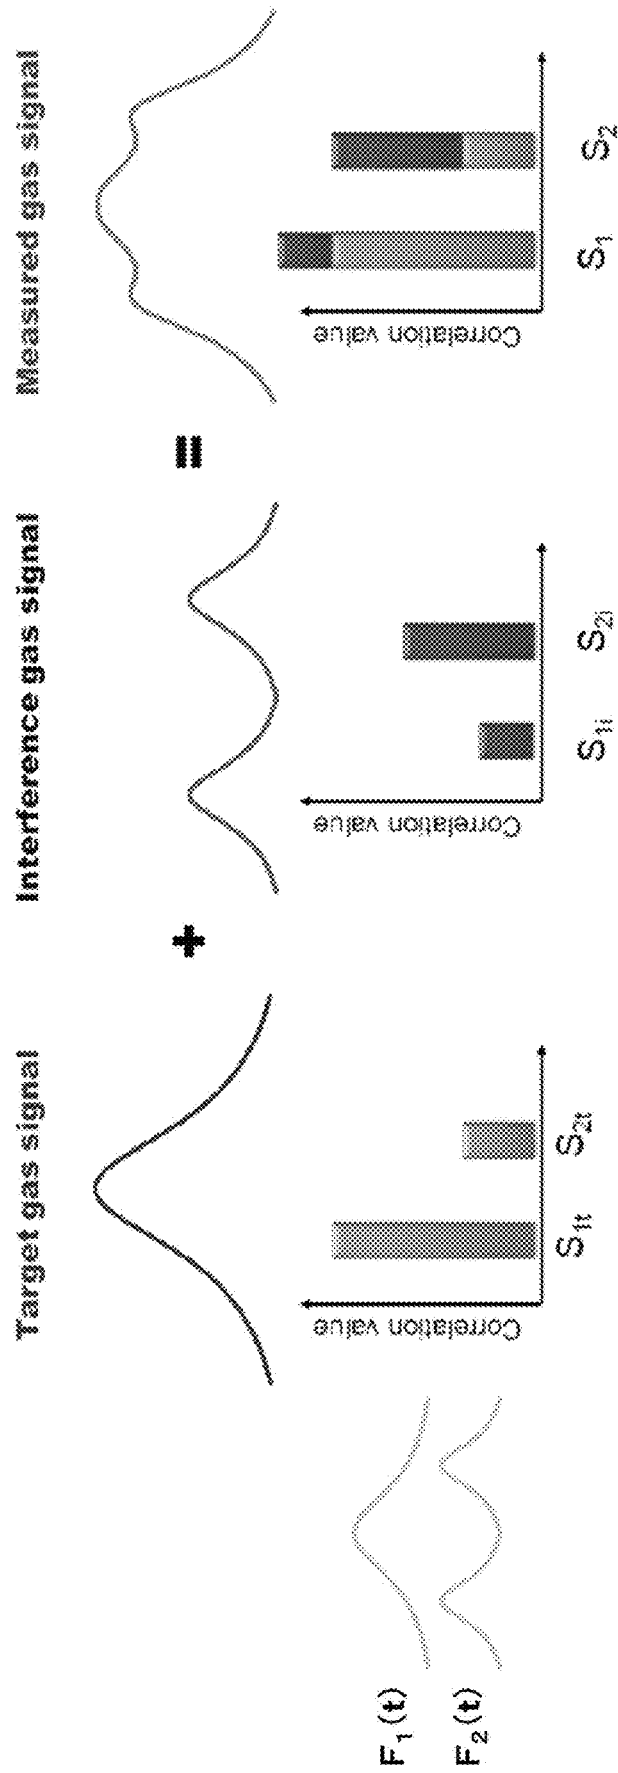 Target gas signal
+
Interference gas signal
=
Measured gas signal
F1(t)
F2(t)
Correlation value
S1t
S2t
Correlation value
S1i
S2i
Correlation value
S1
S2